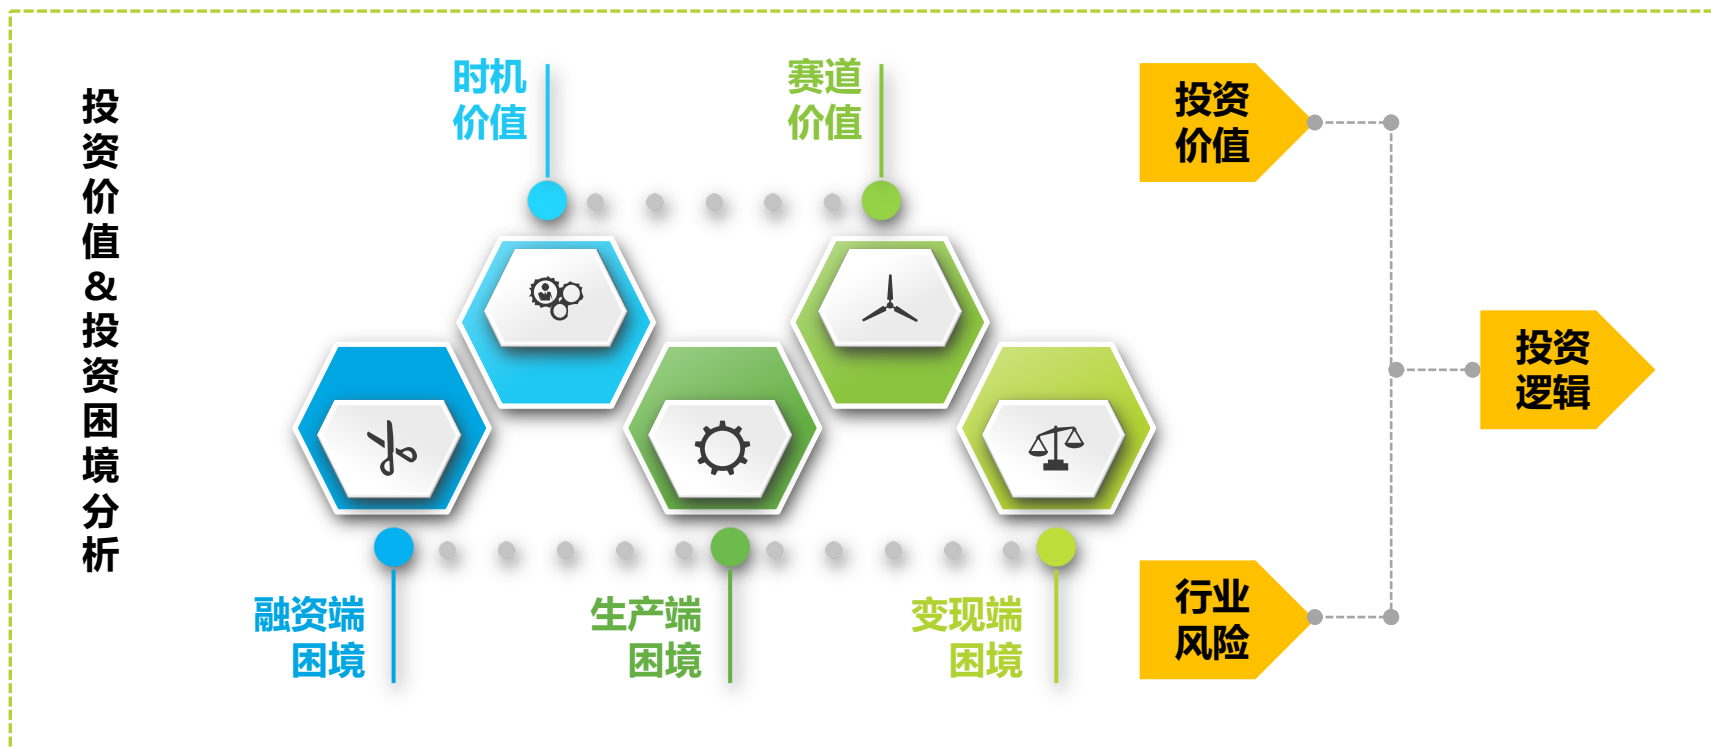 投资价值&投资困境分析
时机
价值
赛道
价值
投资
价值
投资
逻辑
融资端
困境
生产端
困境
变现端
困境
行业
风险